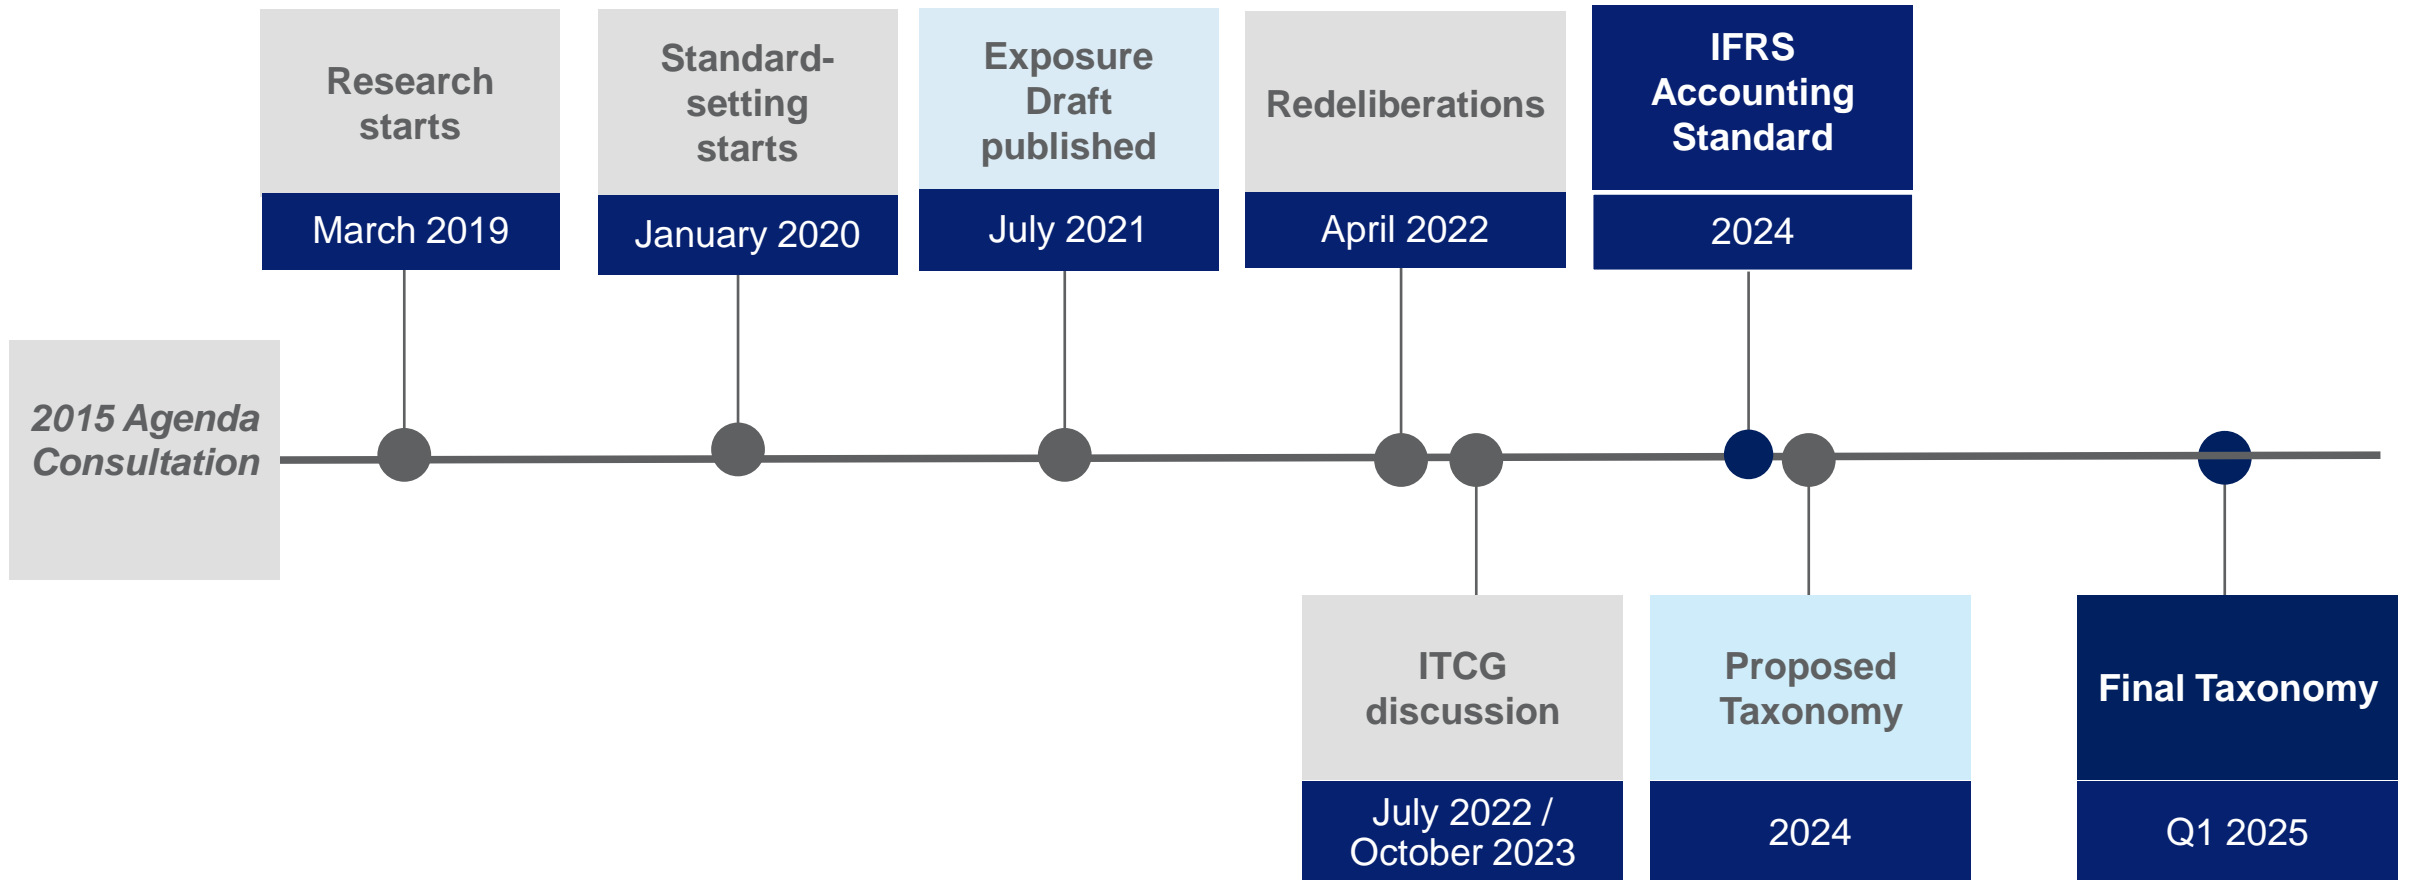 Research
starts
March 2019
Standard-
setting
starts
January 2020
Exposure
Draft
published
July 2021
Redeliberations
April 2022
IFRS
Accounting
Standard
2024
2015 Agenda
Consultation
ITCG
discussion
July 2022 /
October 2023
Proposed
Taxonomy
2024
Final Taxonomy
Q1 2025